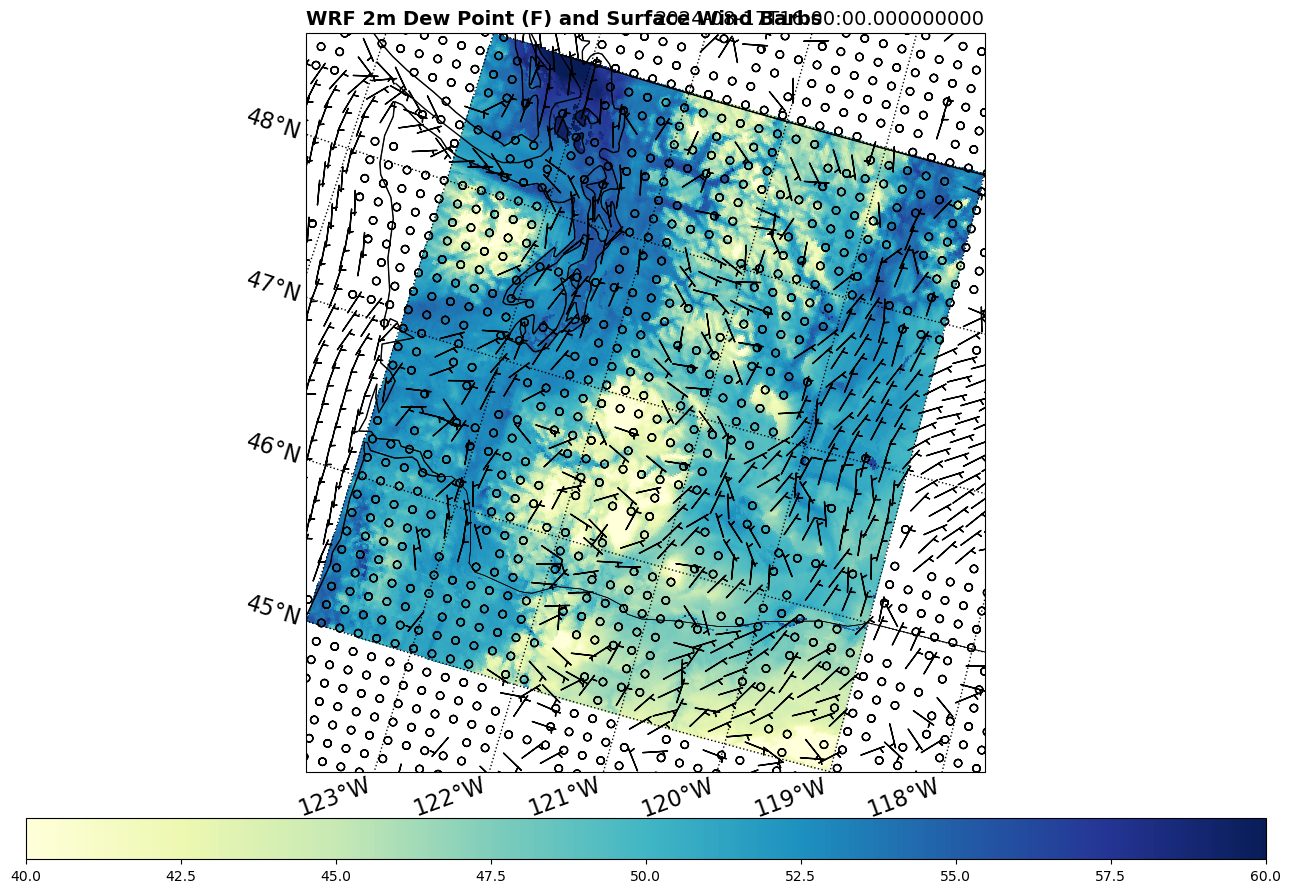 WRF 2m Dew Point (F) and Surface Wind Barbs
2024-08-17T16:00:00.000000000
48°N
47°N
46°N
45°N
123°W 122°W 121°W 120°W 119°W 118°W
40.0 42.5 45.0 47.5 50.0 52.5 55.0 57.5 60.0